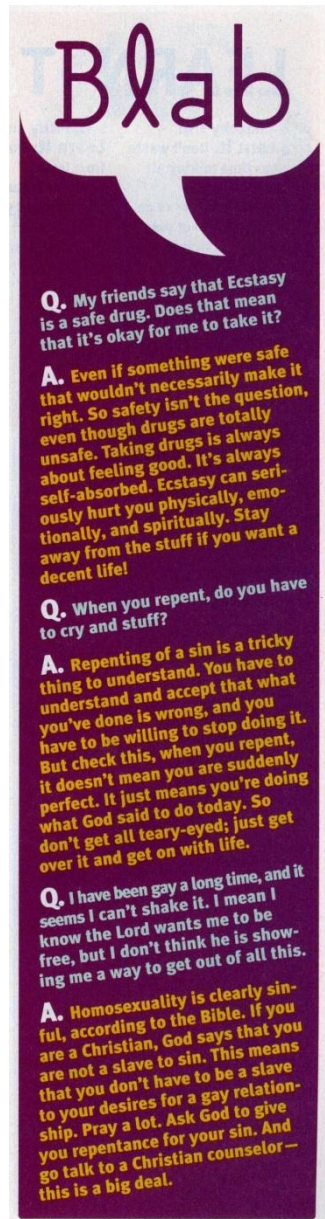 Blab
Q. My friends say that Ecstasy
is a safe drug. Does that mean
that it's okay for me to take it?
A. Even if something were safe
that wouldn't necessarily make it
right. So safety isn't the question,
even though drugs are totally
unsafe. Taking drugs is always
about feeling good. It's always
self-absorbed. Ecstasy can seri-
ously hurt you physically, emo-
tionally, and spiritually. Stay
away from the stuff if you want a
decent life!
Q. When you repent, do you have
to cry and stuff?
A. Repenting of a sin is a tricky
thing to understand. You have to
understand and accept that what
you've done is wrong, and you
have to be willing to stop doing it.
But check this, when you repent,
it doesn't mean you are suddenly
perfect. It just means you're doing
what God said to do today. So
don't get all teary-eyed; just get
over it and get on with life.
Q. I have been gay a long time, and it
seems I can't shake it. I mean I
know the Lord wants me to be
free, but I don't think he is show-
ing me a way to get out of all this.
A. Homosexuality is clearly sin-
ful, according to the Bible. If you
are a Christian, God says that you
are not a slave to sin. This means
that you don't have to be a slave
to your desires for a gay relation-
ship. Pray a lot. Ask God to give
you repentance for your sin. And
go talk to a Christian counselor—
this is a big deal.